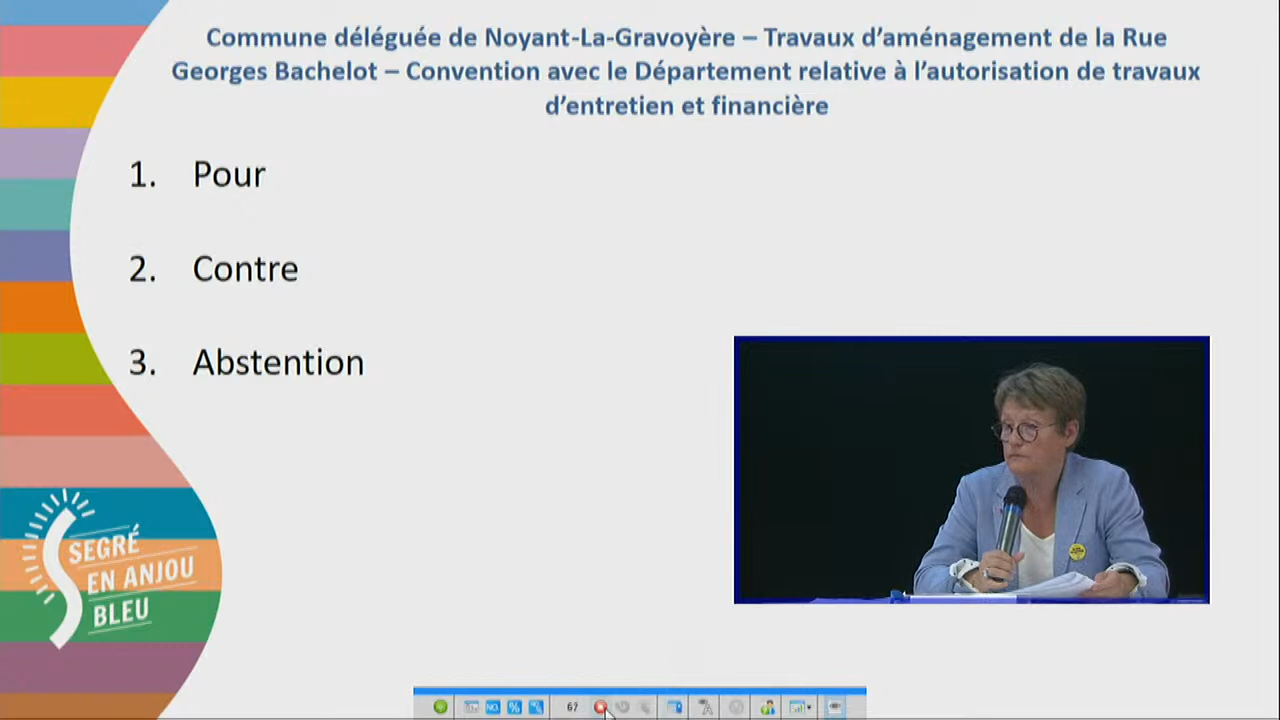 Commune déléguée de Noyant-La-Gravoyère – Travaux d’aménagement de la Rue
Georges Bachelot – Convention avec le Département relative à l’autorisation de travaux
d’entretien et financière
1. Pour
2. Contre
3. Abstention
SEGRÉ
EN ANJOU
BLEU
67